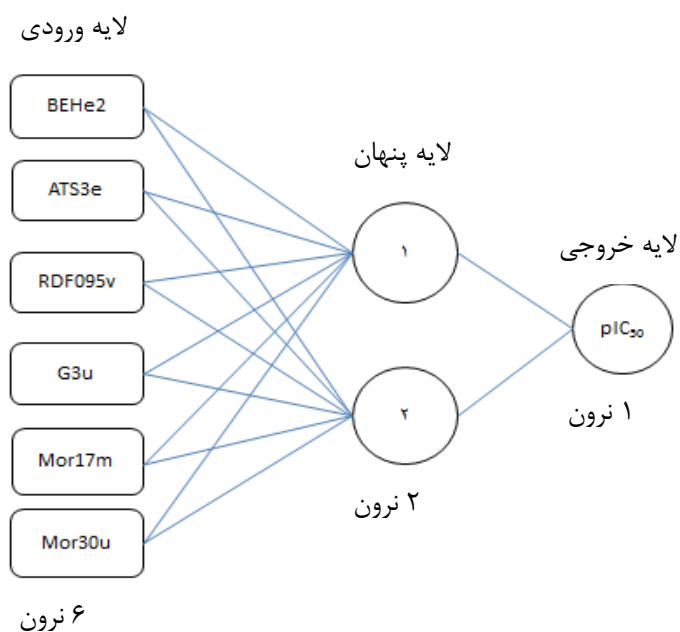 لایه ورودی
BEHe2
ATS3e
RDF095v
G3u
Mor17m
Mor30u
۶ نرون
لایه پنهان
۱
۲
۲ نرون
لایه خروجی
pIC₅₀
۱ نرون